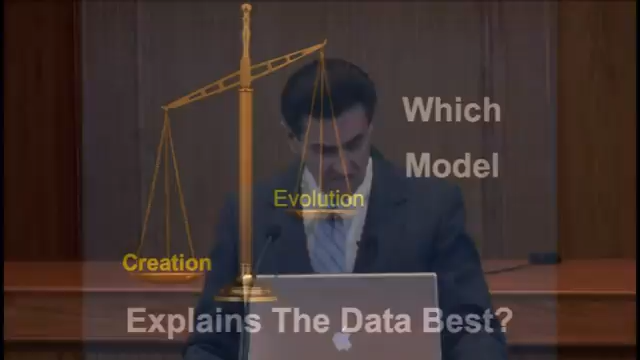 Which
Model
Evolution
Creation
Explains The Data Best?